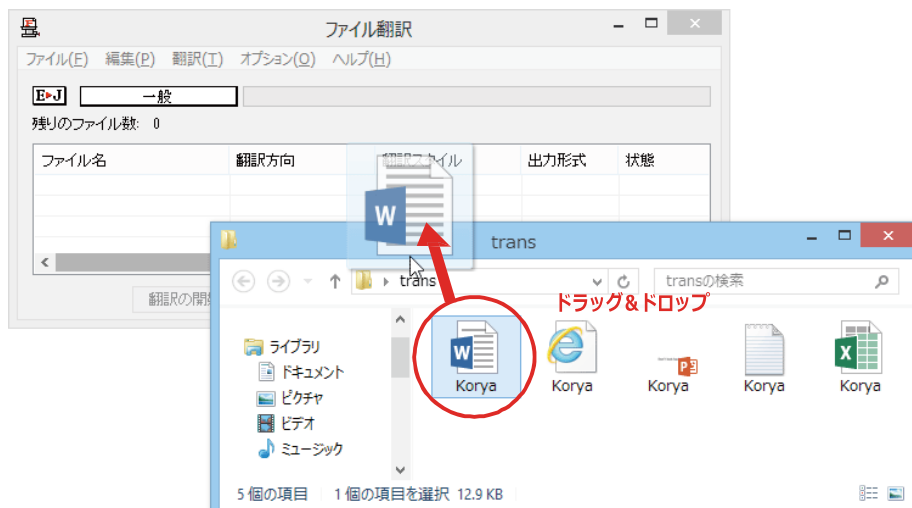 ファイル翻訳
ファイル(F) 編集(P) 翻訳(T) オプション(O) ヘルプ(H)
E▶J 一般
残りのファイル数: 0
ファイル名 翻訳方向 翻訳スタイル 出力形式 状態
W
trans
翻訳の開
trans transの検索
ドラッグ&ドロップ
ライブラリ
ドキュメント
ピクチャ
ビデオ
ミュージック
W P X
Korya Korya Korya Korya Korya
5 個の項目 1 個の項目を選択 12.9 KB